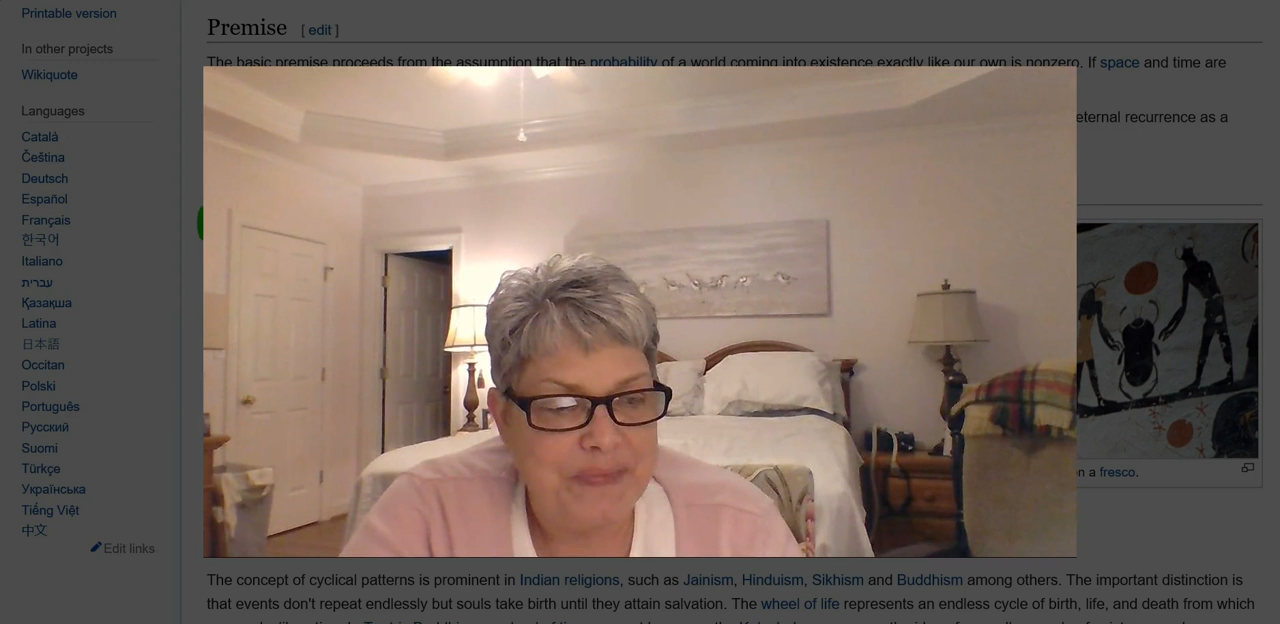 Printable version
In other projects
Wikiquote
Languages
Català
Čeština
Deutsch
Español
Français
한국어
Italiano
עברית
Қазақша
Latina
日本語
Occitan
Polski
Português
Русский
Suomi
Türkçe
Українська
Tiếng Việt
中文
Edit links
Premise [ edit ]
The basic premise proceeds from the assumption that the probability of a world coming into existence exactly like our own is nonzero. If space and time are
eternal recurrence as a
n a fresco.
The concept of cyclical patterns is prominent in Indian religions, such as Jainism, Hinduism, Sikhism and Buddhism among others. The important distinction is
that events don't repeat endlessly but souls take birth until they attain salvation. The wheel of life represents an endless cycle of birth, life, and death from which